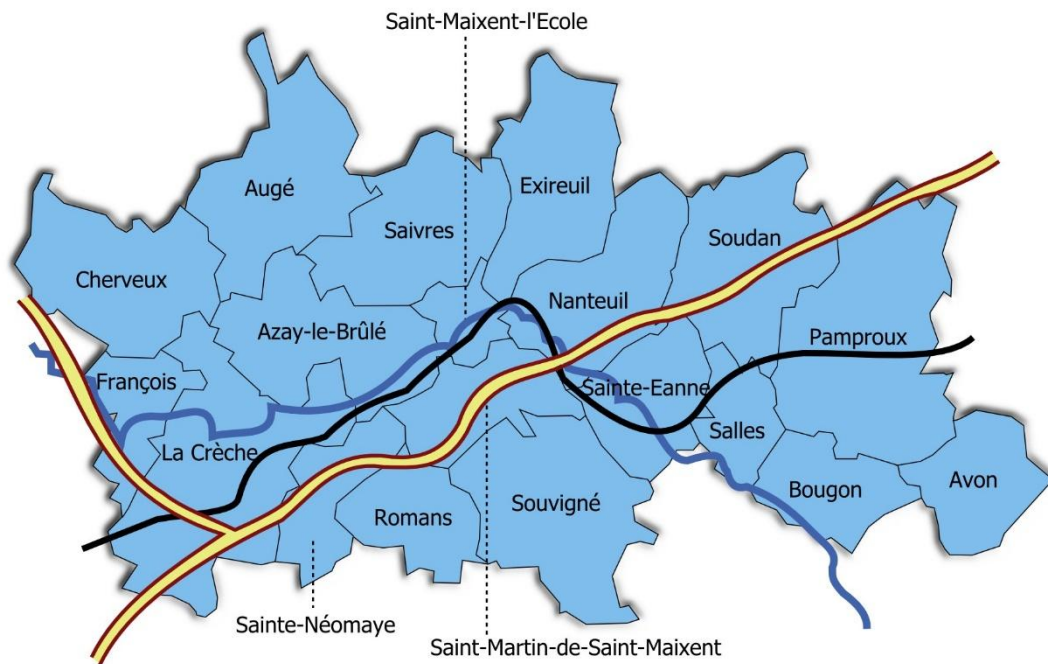 Saint-Maixent-l'Ecole
Augé
Exireuil
Saivres
Soudan
Cherveux
Nanteuil
Azay-le-Brûlé
Pamproux
François
Sainte-Eanne
Salles
La Crèche
Avon
Bougon
Souvigné
Romans
Sainte-Néomaye
Saint-Martin-de-Saint-Maixent